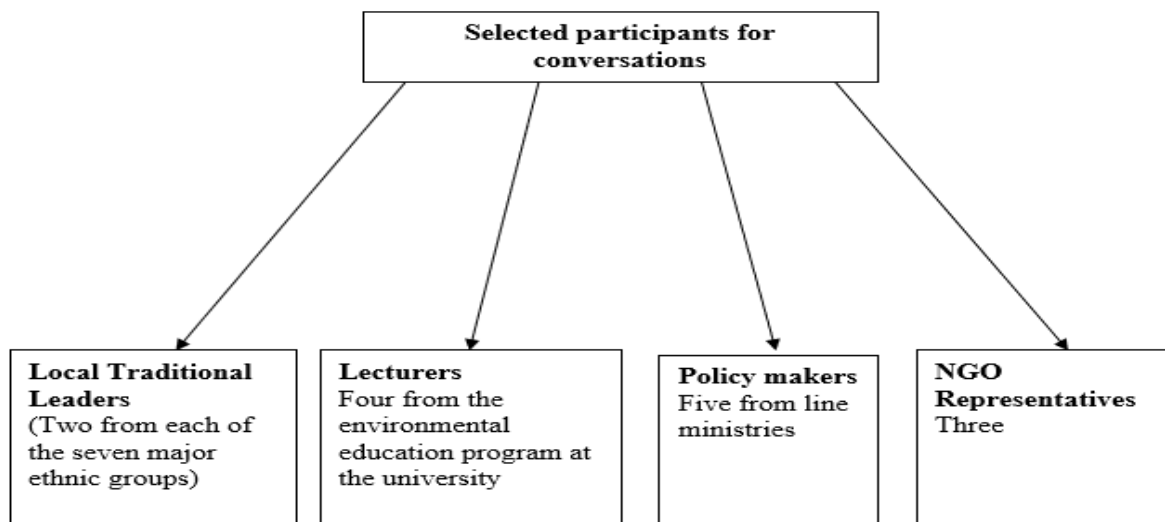 Selected participants for
conversations
Local Traditional
Leaders
(Two from each of
the seven major
ethnic groups)
Lecturers
Four from the
environmental
education program at
the university
Policy makers
Five from line
ministries
NGO
Representatives
Three